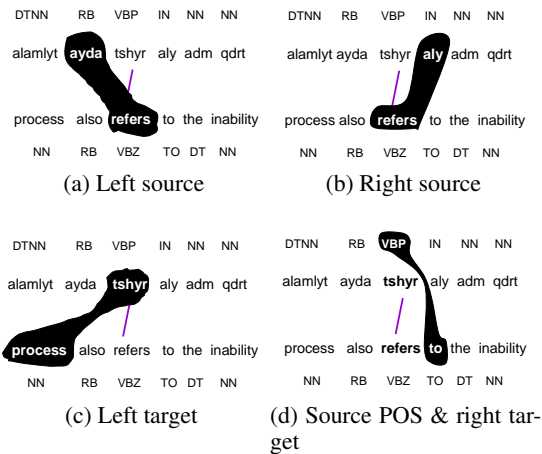 DTNN RB VBP IN NN NN
alamlyt ayda tshyr aly adm qdrt
process also refers to the inability
NN RB VBZ TO DT NN
(a) Left source
DTNN RB VBP IN NN NN
alamlyt ayda tshyr aly adm qdrt
process also refers to the inability
NN RB VBZ TO DT NN
(b) Right source
DTNN RB VBP IN NN NN
alamlyt ayda tshyr aly adm qdrt
process also refers to the inability
NN RB VBZ TO DT NN
(c) Left target
DTNN RB VBP IN NN NN
alamlyt ayda tshyr aly adm qdrt
process also refers to the inability
NN RB VBZ TO DT NN
(d) Source POS & right tar-
get